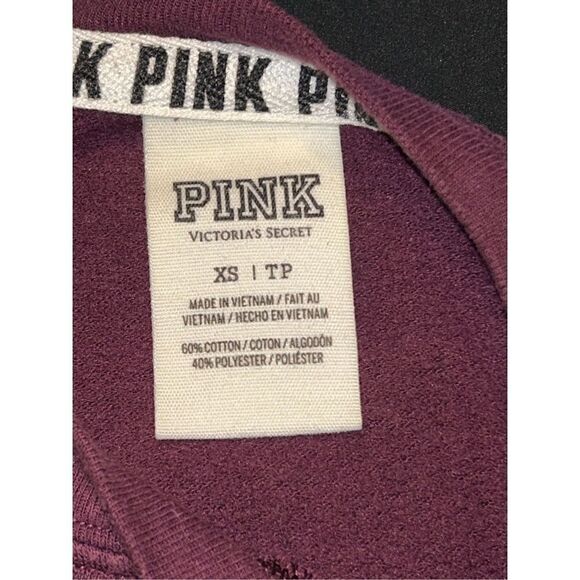 K PINK PI
PINK
VICTORIA'S SECRET
XS | TP
MADE IN VIETNAM / FAIT AU
VIETNAM / HECHO EN VIETNAM
60% COTTON / COTON / ALGODÓN
40% POLYESTER / POLIÉSTER